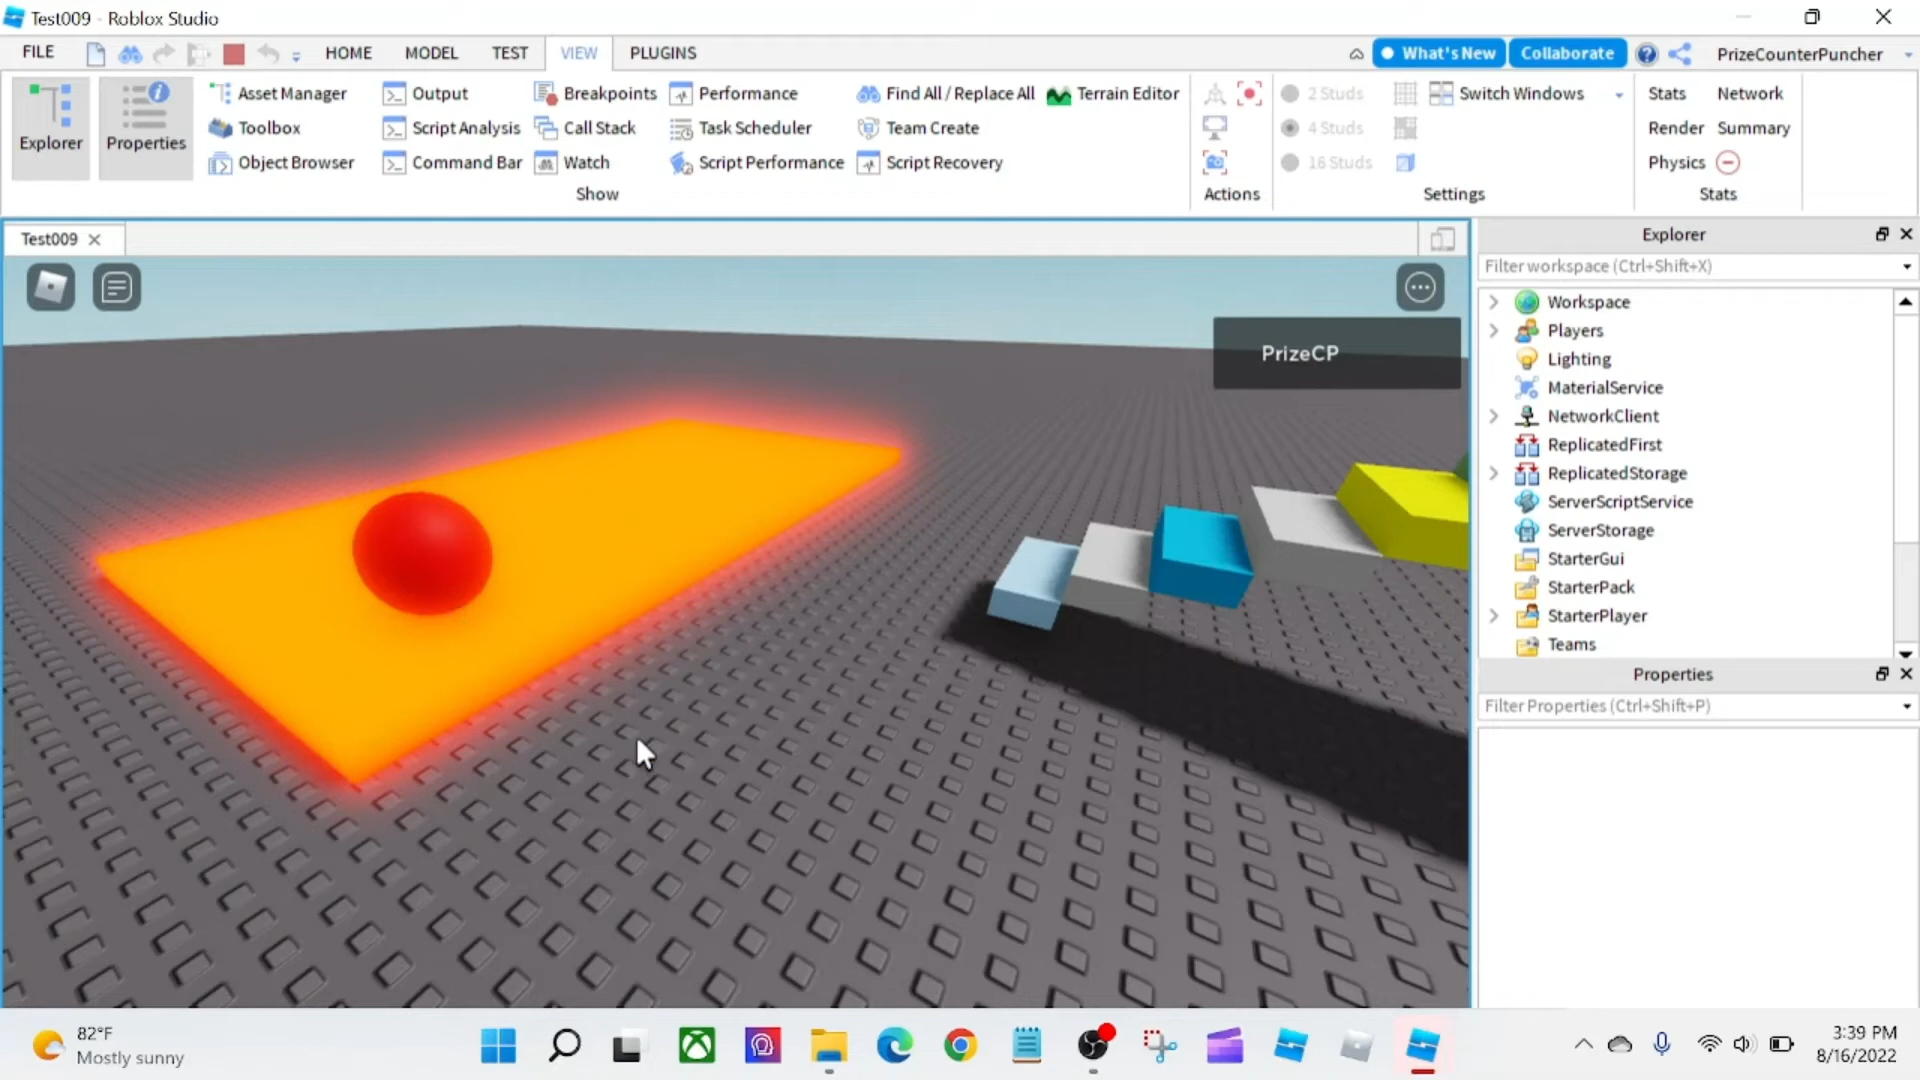 Test009 - Roblox Studio
FILE HOME MODEL TEST VIEW PLUGINS What's New Collaborate PrizeCounterPuncher
Explorer
Properties
Asset Manager
Toolbox
Object Browser
Output
Script Analysis
Command Bar
Breakpoints
Call Stack
Watch
Performance
Task Scheduler
Script Performance
Find All / Replace All
Team Create
Script Recovery
Terrain Editor
Show
Actions
2 Studs
4 Studs
16 Studs
Switch Windows
Settings
Stats Network
Render Summary
Physics
Stats
Test009
PrizeCP
Explorer
Filter workspace (Ctrl+Shift+X)
Workspace
Players
Lighting
MaterialService
NetworkClient
ReplicatedFirst
ReplicatedStorage
ServerScriptService
ServerStorage
StarterGui
StarterPack
StarterPlayer
Teams
Properties
Filter Properties (Ctrl+Shift+P)
82°F
Mostly sunny
3:39 PM
8/16/2022